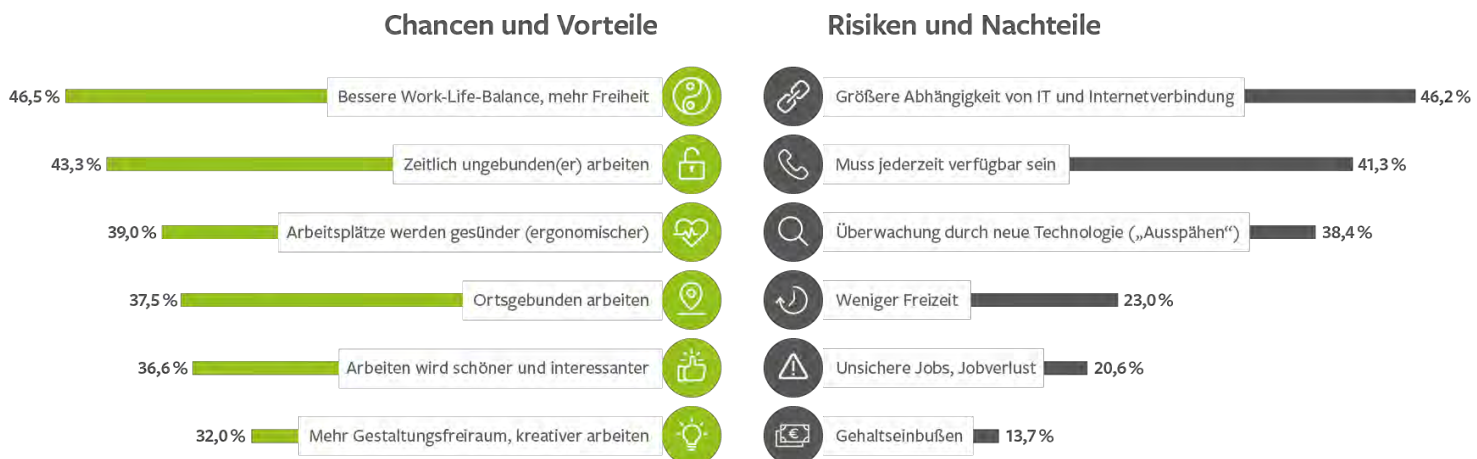 Chancen und Vorteile
46,5 % Bessere Work-Life-Balance, mehr Freiheit
43,3 % Zeitlich ungebunden(er) arbeiten
39,0 % Arbeitsplätze werden gesünder (ergonomischer)
37,5 % Ortsgebunden arbeiten
36,6 % Arbeiten wird schöner und interessanter
32,0 % Mehr Gestaltungsfreiraum, kreativer arbeiten
Risiken und Nachteile
Größere Abhängigkeit von IT und Internetverbindung 46,2 %
Muss jederzeit verfügbar sein 41,3 %
Überwachung durch neue Technologie („Ausspähen“) 38,4 %
Weniger Freizeit 23,0 %
Unsichere Jobs, Jobverlust 20,6 %
Gehaltseinbußen 13,7 %